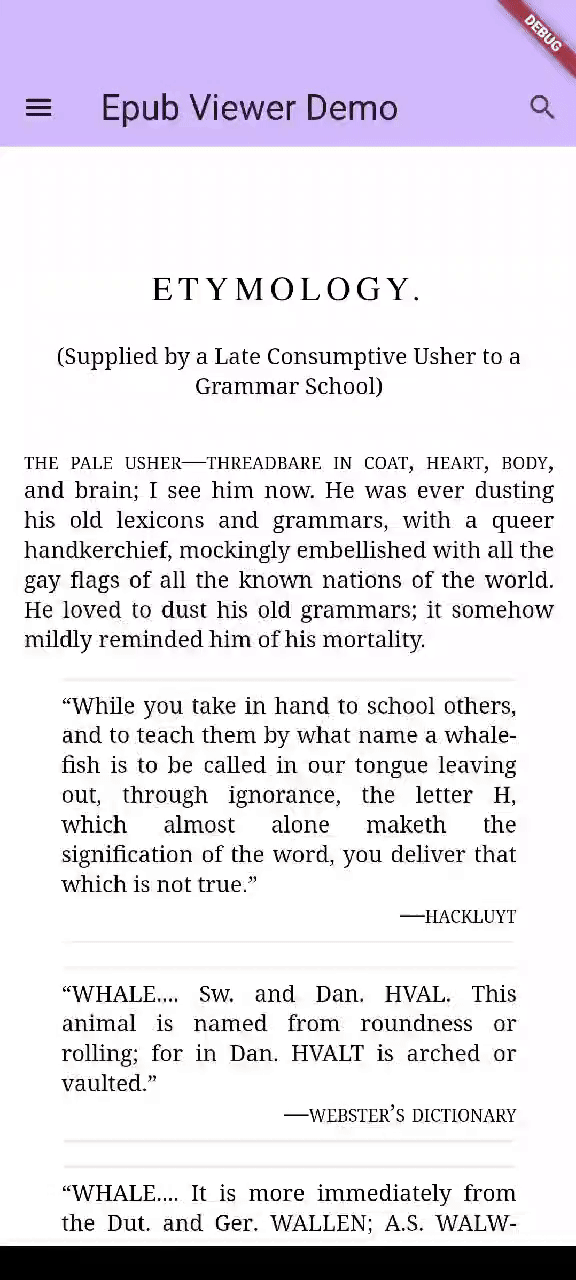 DEBUG
Epub Viewer Demo
ETYMOLOGY.
(Supplied by a Late Consumptive Usher to a
Grammar School)
THE PALE USHER—THREADBARE IN COAT, HEART, BODY,
and brain; I see him now. He was ever dusting
his old lexicons and grammars, with a queer
handkerchief, mockingly embellished with all the
gay flags of all the known nations of the world.
He loved to dust his old grammars; it somehow
mildly reminded him of his mortality.
“While you take in hand to school others,
and to teach them by what name a whale-
fish is to be called in our tongue leaving
out, through ignorance, the letter H,
which almost alone maketh the
signification of the word, you deliver that
which is not true.”
—HACKLUYT
“WHALE.... Sw. and Dan. HVAL. This
animal is named from roundness or
rolling; for in Dan. HVALT is arched or
vaulted.”
—WEBSTER’S DICTIONARY
“WHALE.... It is more immediately from
the Dut. and Ger. WALLEN; A.S. WALW-